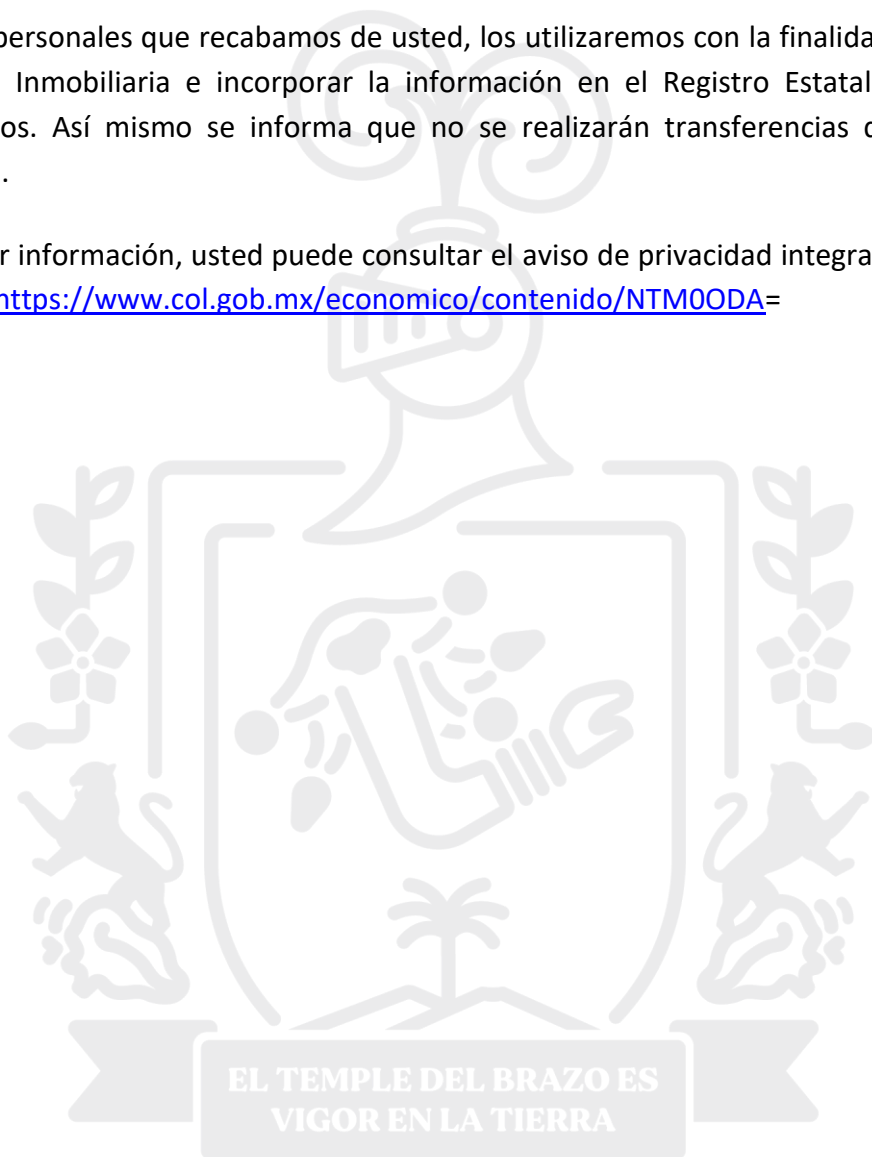 personales que recabamos de usted, los utilizaremos con la finalida
Inmobiliaria e incorporar la información en el Registro Estatal
os. Así mismo se informa que no se realizarán transferencias
.
r información, usted puede consultar el aviso de privacidad integra
https://www.col.gob.mx/economico/contenido/NTM0ODA=
EL TEMPLE DEL BRAZO ES
VIGOR EN LA TIERRA